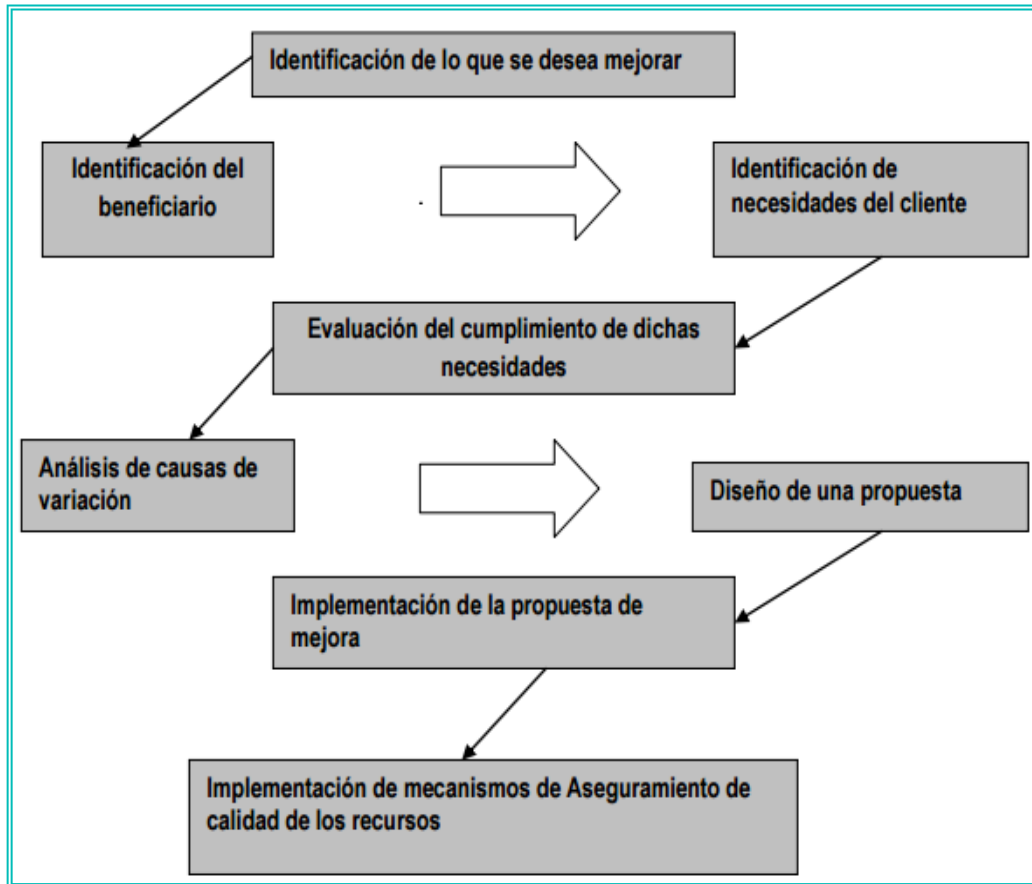 Identificación de lo que se desea mejorar
Identificación del
beneficiario
Identificación de
necesidades del cliente
Evaluación del cumplimiento de dichas
necesidades
Análisis de causas de
variación
Diseño de una propuesta
Implementación de la propuesta de
mejora
Implementación de mecanismos de Aseguramiento de
calidad de los recursos